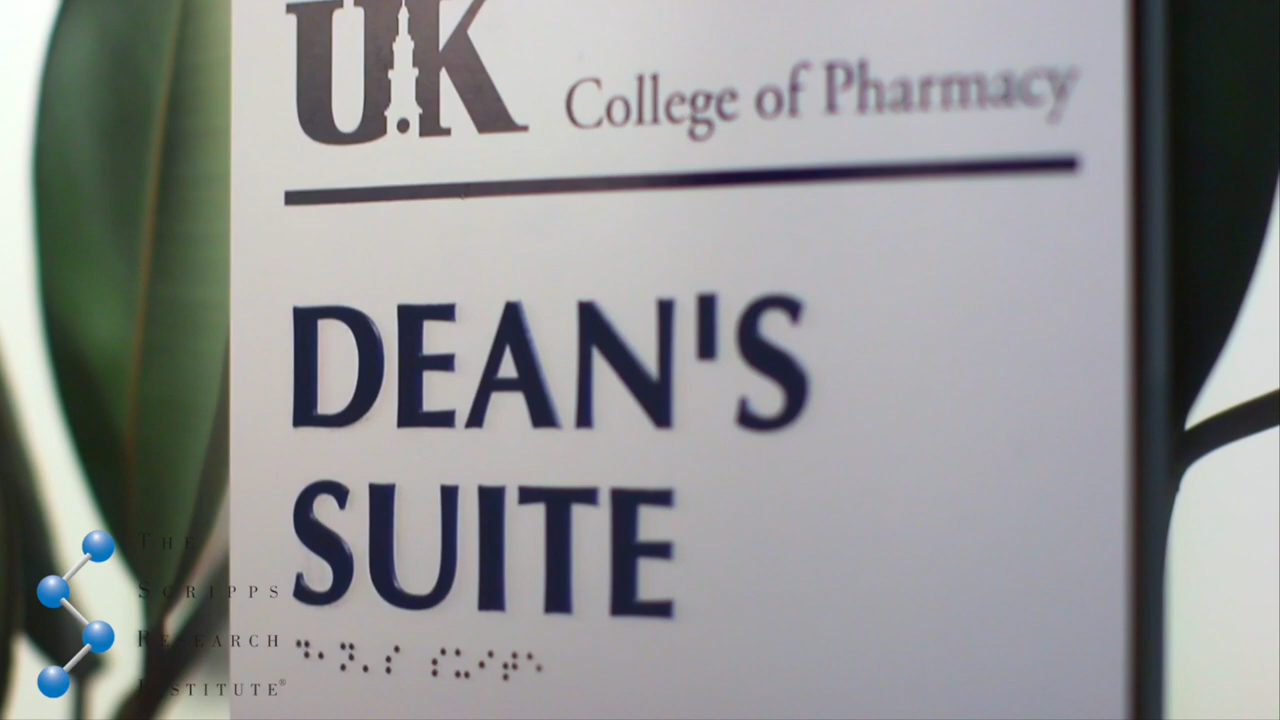 UK College of Pharmacy
DEAN'S
SUITE
THE
SCRIPPS
RESEARCH
INSTITUTE®